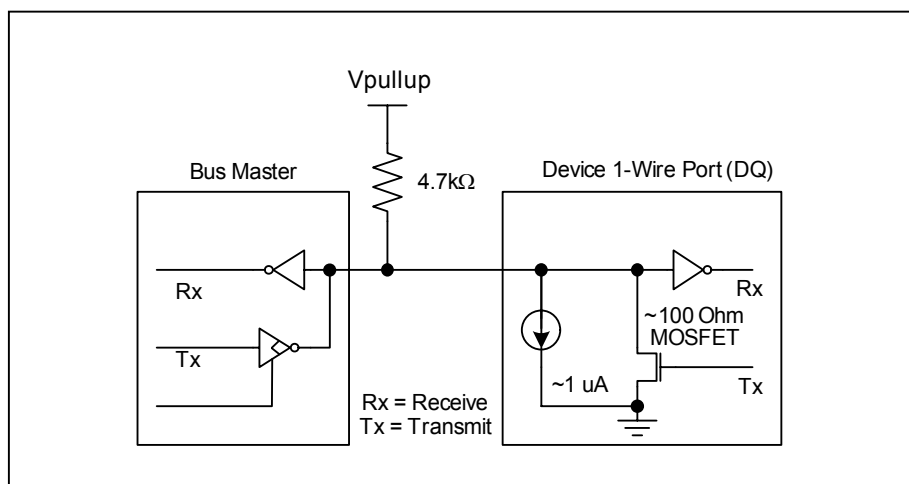 Vpullup
Bus Master
4.7kΩ
Device 1-Wire Port (DQ)
Rx
Rx
~100 Ohm
MOSFET
Tx
~1 uA
Tx
Rx = Receive
Tx = Transmit